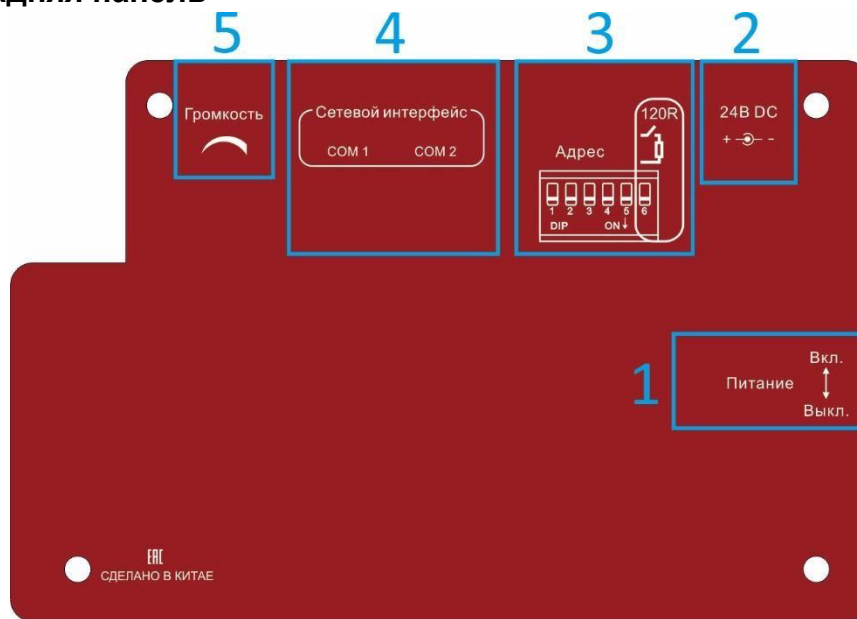 дняя панель
5
4
3
2
Громкость
Сетевой интерфейс
COM 1 COM 2
120R
Адрес
1 2 3 4 5 6
DIP ON↓
24В DC
+ - -
1
Вкл.
Питание
Выкл.
EAC
СДЕЛАНО В КИТАЕ